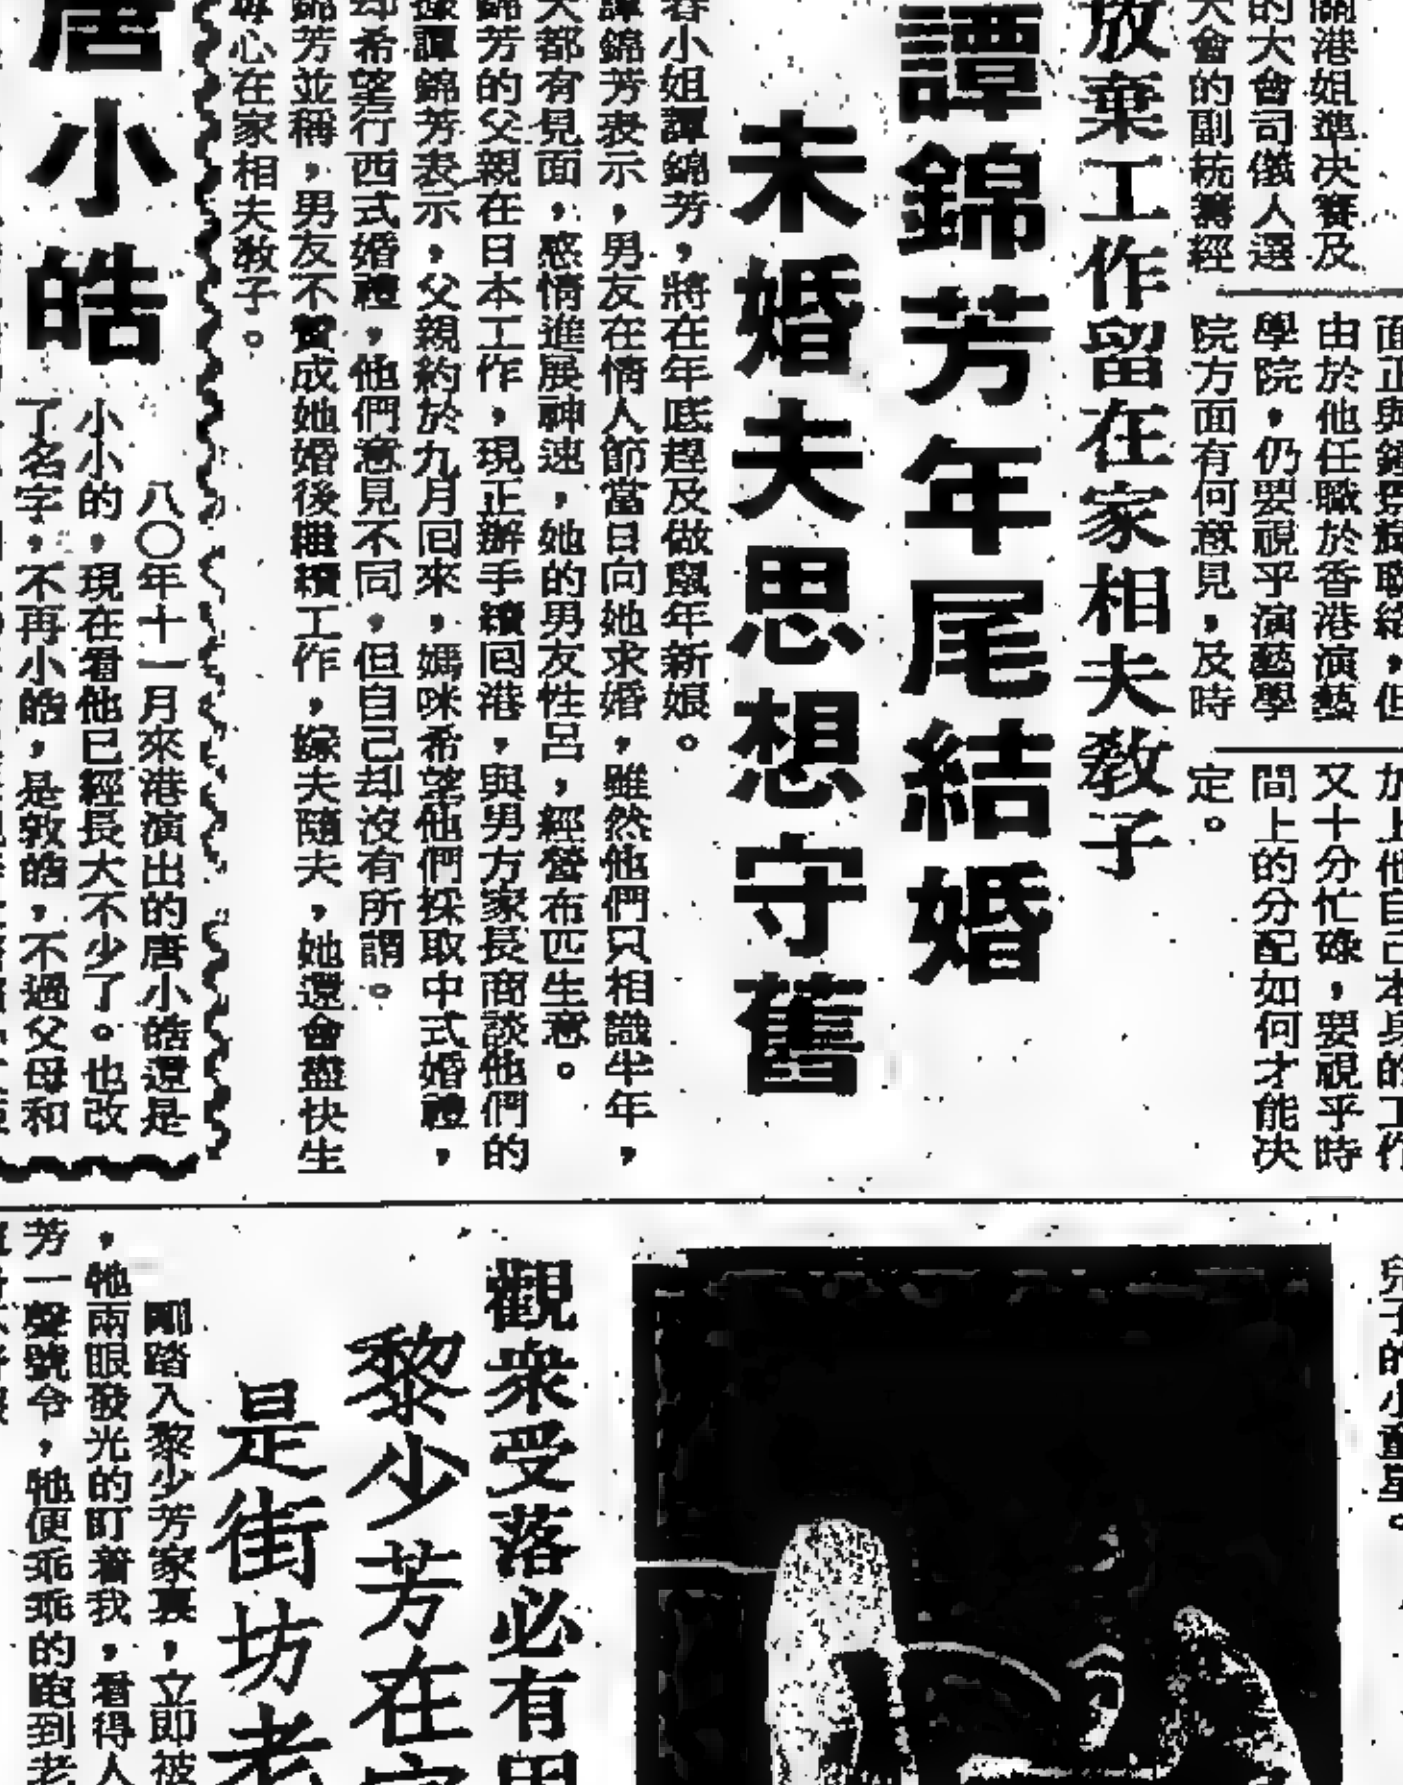 關港姐準決賽及
的大會司儀人選
大會的副統籌經
面正與鍾景輝聯絡，但
由於他任職於香港演藝
學院，仍要視乎演藝學
院方面有何意見，及時
加上他自己本身的工作
又十分忙碌，要視乎時
間上的分配如何才能決
定。
放棄工作留在家相夫教子
譚錦芳年尾結婚
未婚夫思想守舊
春小姐譚錦芳，將在年底趕及做鼠年新娘。
譚錦芳表示，男友在情人節當日向她求婚，雖然他們只相識半年，
天都有見面，感情進展神速，她的男友性呂，經營布匹生意。
錦芳的父親在日本工作，現正辦手續回港，與男方家長商談他們的
據譚錦芳表示，父親約於九月回來，媽咪希望他們採取中式婚禮，
却希望行西式婚禮，他們意見不同，但自己却沒有所謂。
錦芳並稱，男友不贊成她婚後繼續工作，嫁夫隨夫，她還會盡快生
心在家相夫敎子。
唐小皓
八〇年十一月來港演出的唐小皓還是
小小的，現在看他已經長大不少了。也改
了名字，不再小皓，是敦皓，不過父母和
兒子的小童星。
觀衆受落必有
黎少芳在
是街坊老
剛踏入黎少芳家裏，立即被
，牠兩眼發光的盯着我，看得人
芳一聲號令，牠便乖乖的跑到老